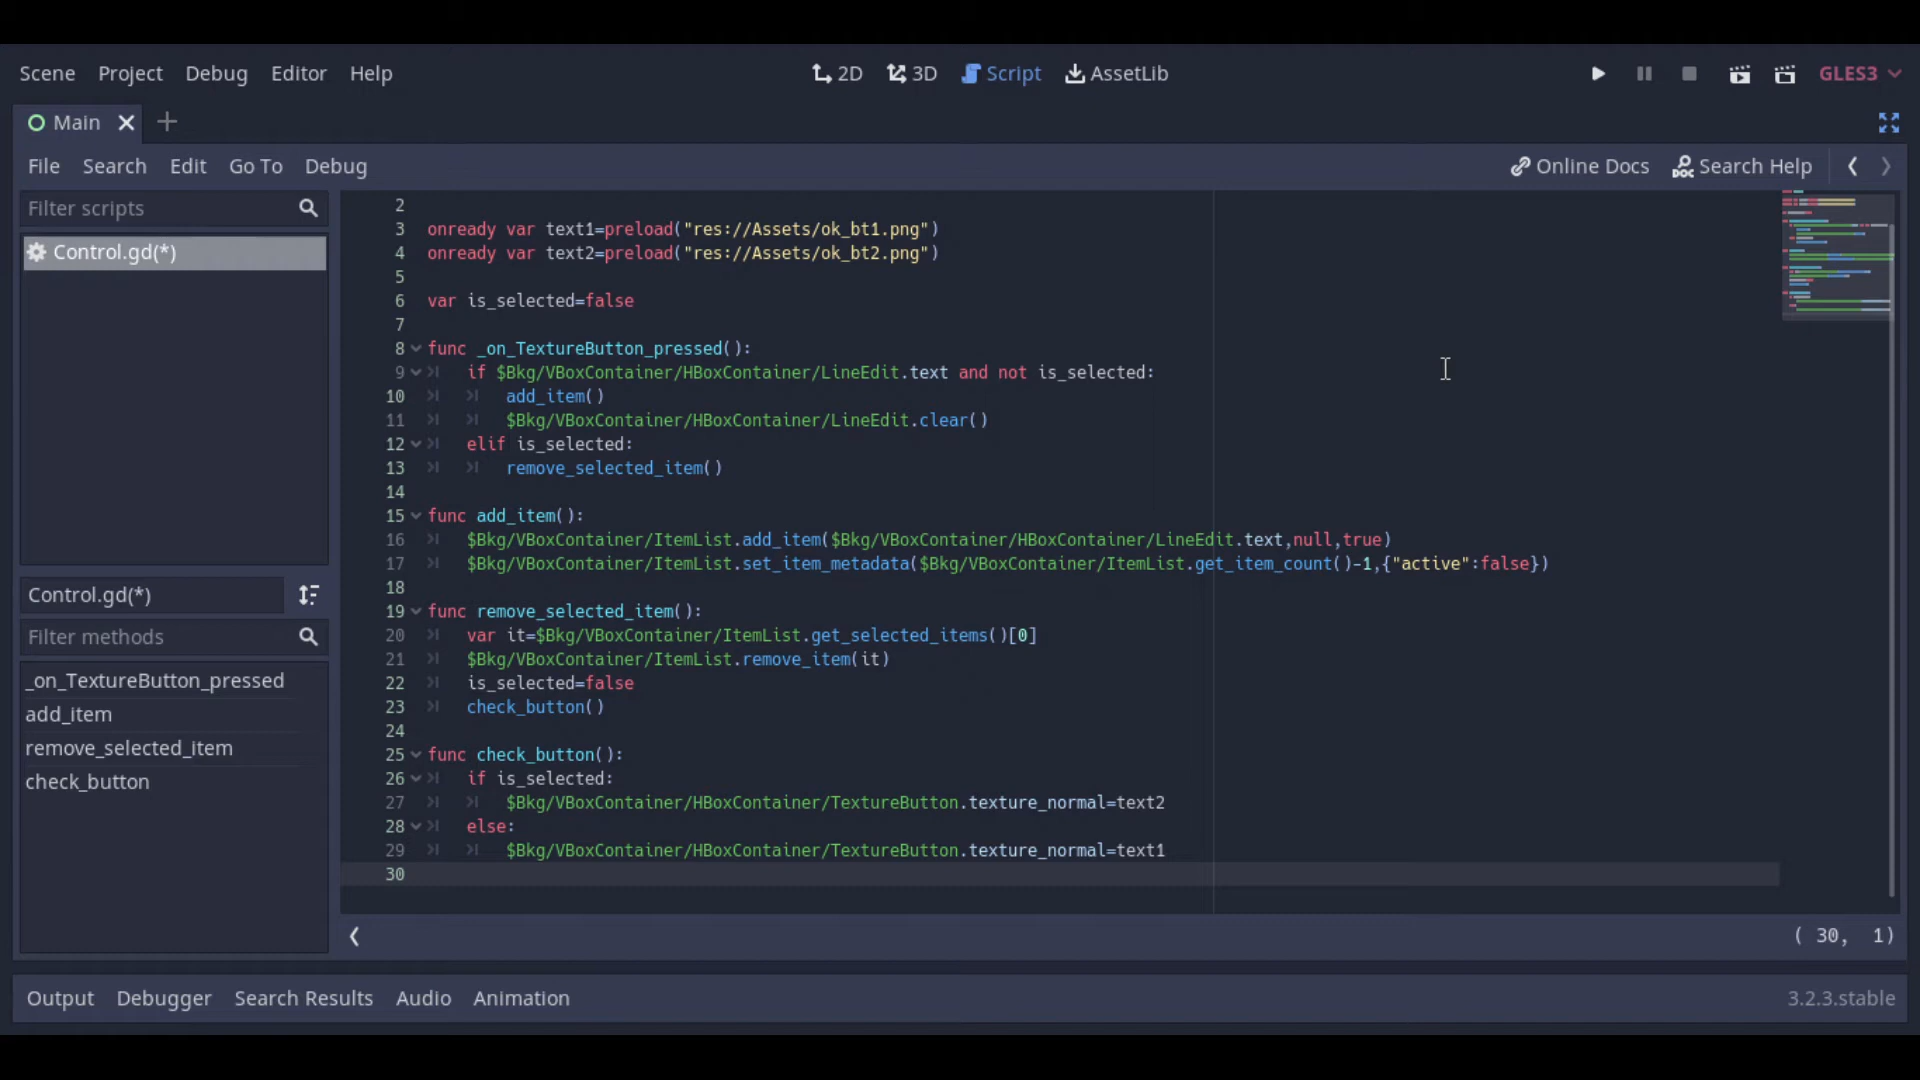 Scene Project Debug Editor Help 2D 3D Script AssetLib GLES3
Main
File Search Edit Go To Debug Online Docs Search Help
Filter scripts
Control.gd(*)
Control.gd(*)
Filter methods
_on_TextureButton_pressed
add_item
remove_selected_item
check_button
2
3 onready var text1=preload("res://Assets/ok_bt1.png")
4 onready var text2=preload("res://Assets/ok_bt2.png")
5
6 var is_selected=false
7
8 func _on_TextureButton_pressed():
9 if $Bkg/VBoxContainer/HBoxContainer/LineEdit.text and not is_selected:
10 add_item()
11 $Bkg/VBoxContainer/HBoxContainer/LineEdit.clear()
12 elif is_selected:
13 remove_selected_item()
14
15 func add_item():
16 $Bkg/VBoxContainer/ItemList.add_item($Bkg/VBoxContainer/HBoxContainer/LineEdit.text,null,true)
17 $Bkg/VBoxContainer/ItemList.set_item_metadata($Bkg/VBoxContainer/ItemList.get_item_count()-1,{"active":false})
18
19 func remove_selected_item():
20 var it=$Bkg/VBoxContainer/ItemList.get_selected_items()[0]
21 $Bkg/VBoxContainer/ItemList.remove_item(it)
22 is_selected=false
23 check_button()
24
25 func check_button():
26 if is_selected:
27 $Bkg/VBoxContainer/HBoxContainer/TextureButton.texture_normal=text2
28 else:
29 $Bkg/VBoxContainer/HBoxContainer/TextureButton.texture_normal=text1
30
( 30, 1)
Output Debugger Search Results Audio Animation 3.2.3.stable